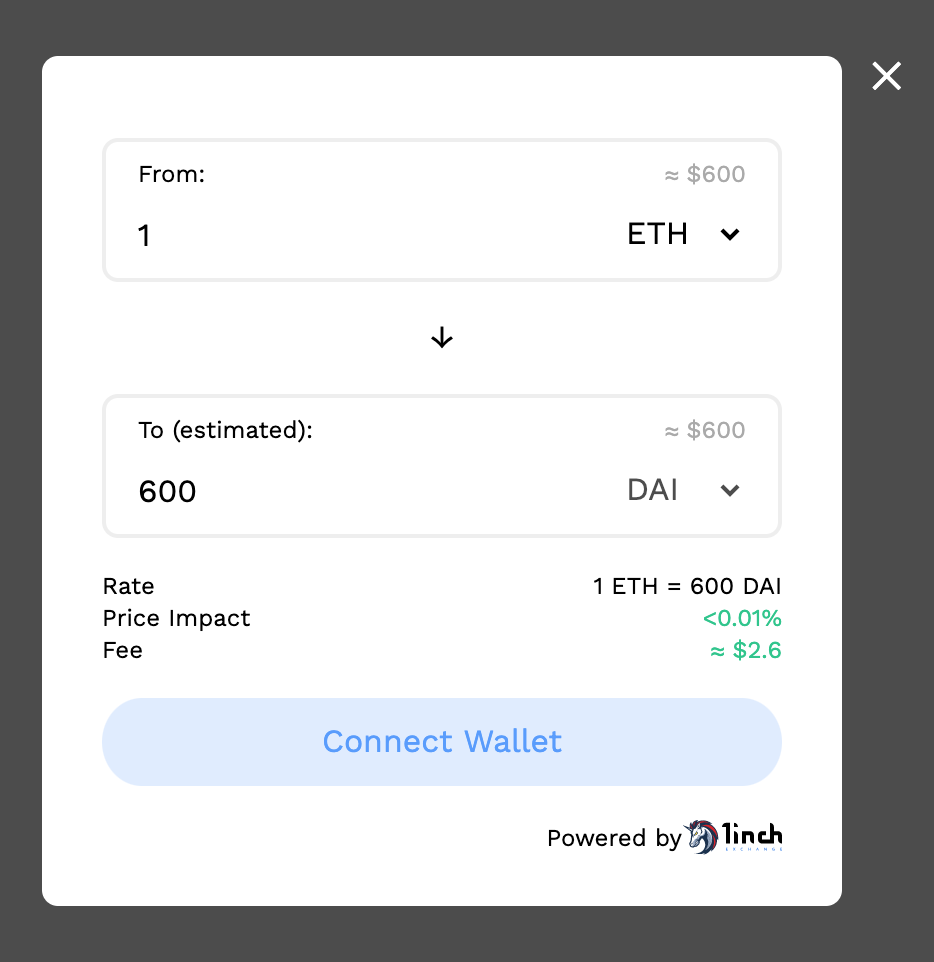 From:
≈ $600
1
ETH
To (estimated):
≈ $600
600
DAI
Rate
1 ETH = 600 DAI
Price Impact
<0.01%
Fee
≈ $2.6
Connect Wallet
Powered by 1inch
EXCHANGE